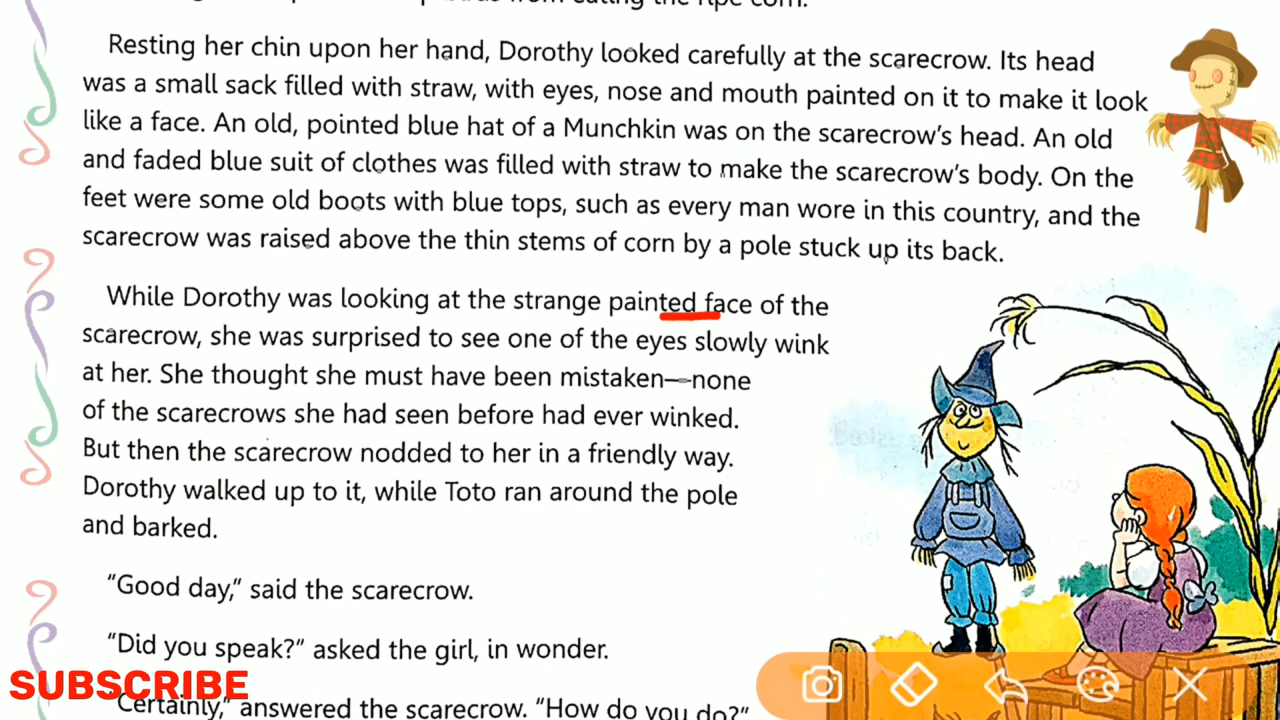 the ripe corn.
Resting her chin upon her hand, Dorothy looked carefully at the scarecrow. Its head
was a small sack filled with straw, with eyes, nose and mouth painted on it to make it look
like a face. An old, pointed blue hat of a Munchkin was on the scarecrow's head. An old
and faded blue suit of clothes was filled with straw to make the scarecrow's body. On the
feet were some old boots with blue tops, such as every man wore in this country, and the
scarecrow was raised above the thin stems of corn by a pole stuck up its back.
While Dorothy was looking at the strange painted face of the
scarecrow, she was surprised to see one of the eyes slowly wink
at her. She thought she must have been mistaken—none
of the scarecrows she had seen before had ever winked.
But then the scarecrow nodded to her in a friendly way.
Dorothy walked up to it, while Toto ran around the pole
and barked.
"Good day," said the scarecrow.
"Did you speak?" asked the girl, in wonder.
SUBSCRIBE
"Certainly," answered the scarecrow. "How do you do?"